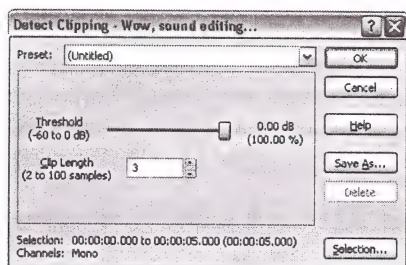 Detect Clipping - Wow, sound editing...
Preset: (Untitled)
OK
Cancel
Threshold
(-60 to 0 dB)
0.00 dB
(100.00 %)
Help
Clip Length
(2 to 100 samples)
3
Save As...
Delete
Selection: 00:00:00.000 to 00:00:05.000 (00:00:05.000)
Channels: Mono
Selection...